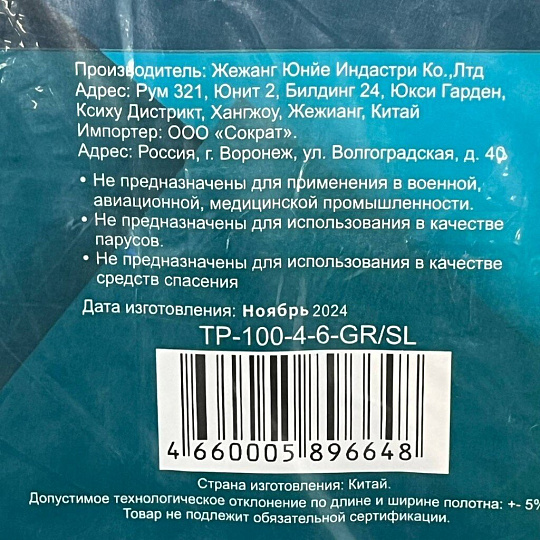 Производитель: Жежанг Юнйе Индастри Ко.,Лтд
Адрес: Рум 321, Юнит 2, Билдинг 24, Юкси Гарден,
Ксиху Дистрикт, Хангжоу, Жежианг, Китай
Импортер: ООО «Сократ».
Адрес: Россия, г. Воронеж, ул. Волгоградская, д. 40
• Не предназначены для применения в военной,
авиационной, медицинской промышленности.
• Не предназначены для использования в качестве
парусов.
• Не предназначены для использования в качестве
средств спасения
Дата изготовления: Ноябрь 2024
TP-100-4-6-GR/SL
4 660005 896648
Страна изготовления: Китай.
Допустимое технологическое отклонение по длине и ширине полотна: +- 5%
Товар не подлежит обязательной сертификации.